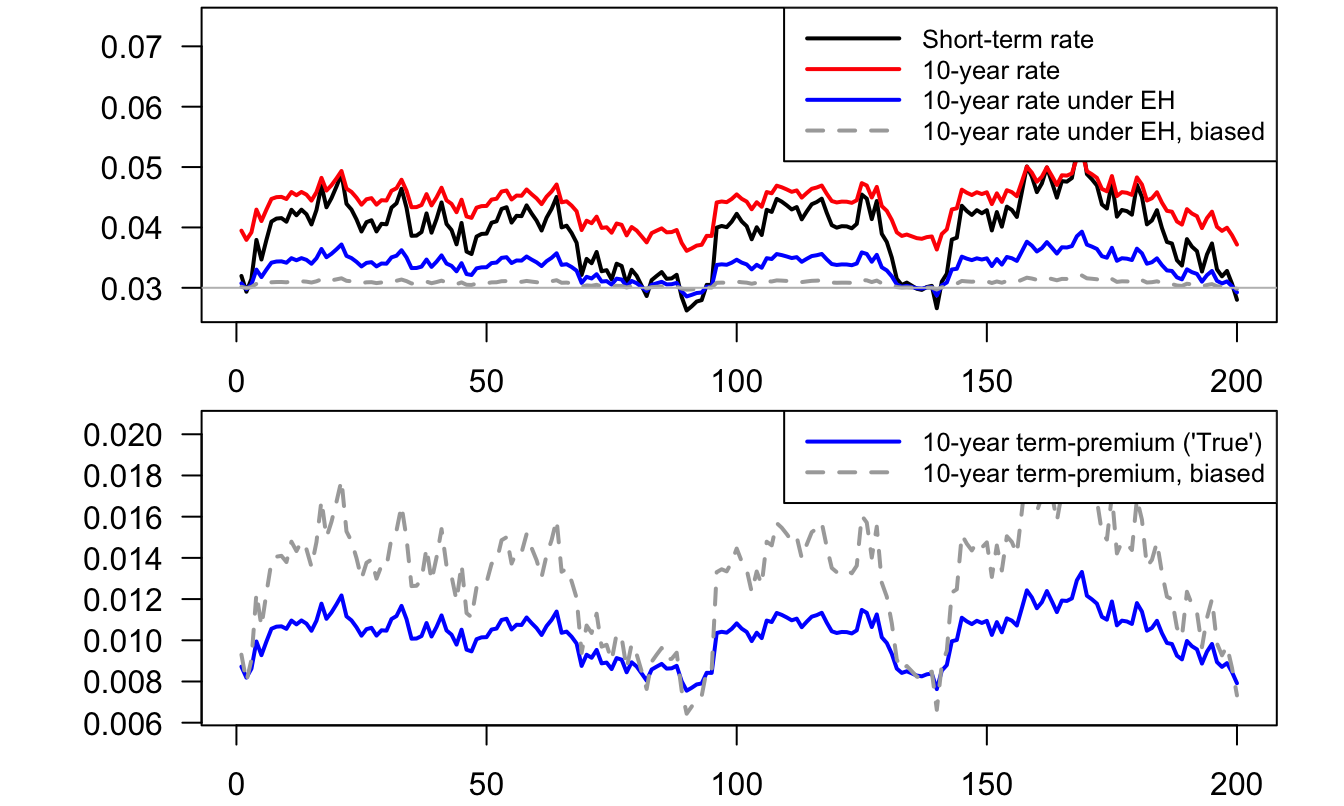 0.07
0.06
0.05
0.04
0.03
Short-term rate
10-year rate
10-year rate under EH
10-year rate under EH, biased
0 50 100 150 200
0.020
0.018
0.016
0.014
0.012
0.010
0.008
0.006
10-year term-premium ('True')
10-year term-premium, biased
0 50 100 150 200